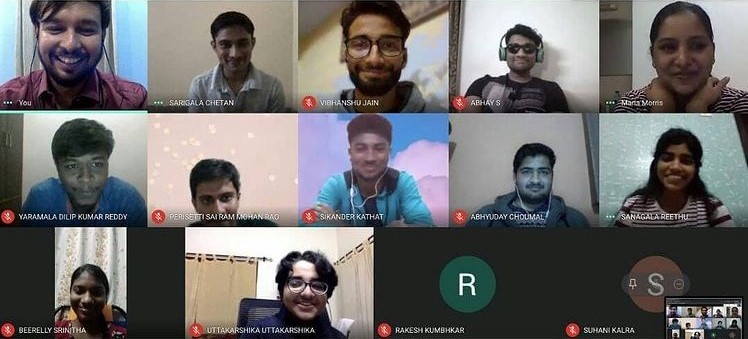 You
SARIGALA CHETAN
VIBHANSHU JAIN
ABHAY S
Maria Morris
YARAMALA DILIP KUMAR REDDY
PERISETTI SAI RAM MOHAN RAO
SIKANDER KATHAT
ABHYUDAY CHOUMAL
SANAGALA REETHU
BEERELLY SRINITHA
UTTAKARSHIKA UTTAKARSHIKA
R
RAKESH KUMBHKAR
S
SUHANI KALRA